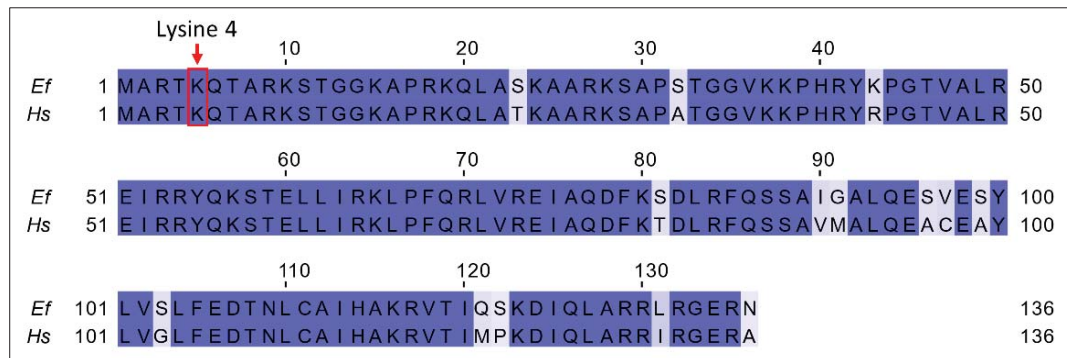 Lysine 4
10 20 30 40
Ef 1 MARTKQTARKSTGGKAPRKQLASKAARKSAPSTGGVKKPHRYKPGTVALR 50
Hs 1 MARTKQTARKSTGGKAPRKQLATKAARKSAPATGGVKKPHRYRPGTVALR 50
60 70 80 90
Ef 51 EIRRYQKSTELLIRKLPFQRLVREIAQDFKSDLRFQSSAIGALQESVESY 100
Hs 51 EIRRYQKSTELLIRKLPFQRLVREIAQDFKTDLRFQSSAVMALQEACEAY 100
110 120 130
Ef 101 LVSLFEDTNLCAIHAKRVTIQSKDIQLARRLRGERN 136
Hs 101 LVGLFEDTNLCAIHAKRVTIMPKDIQLARRIRGERA 136